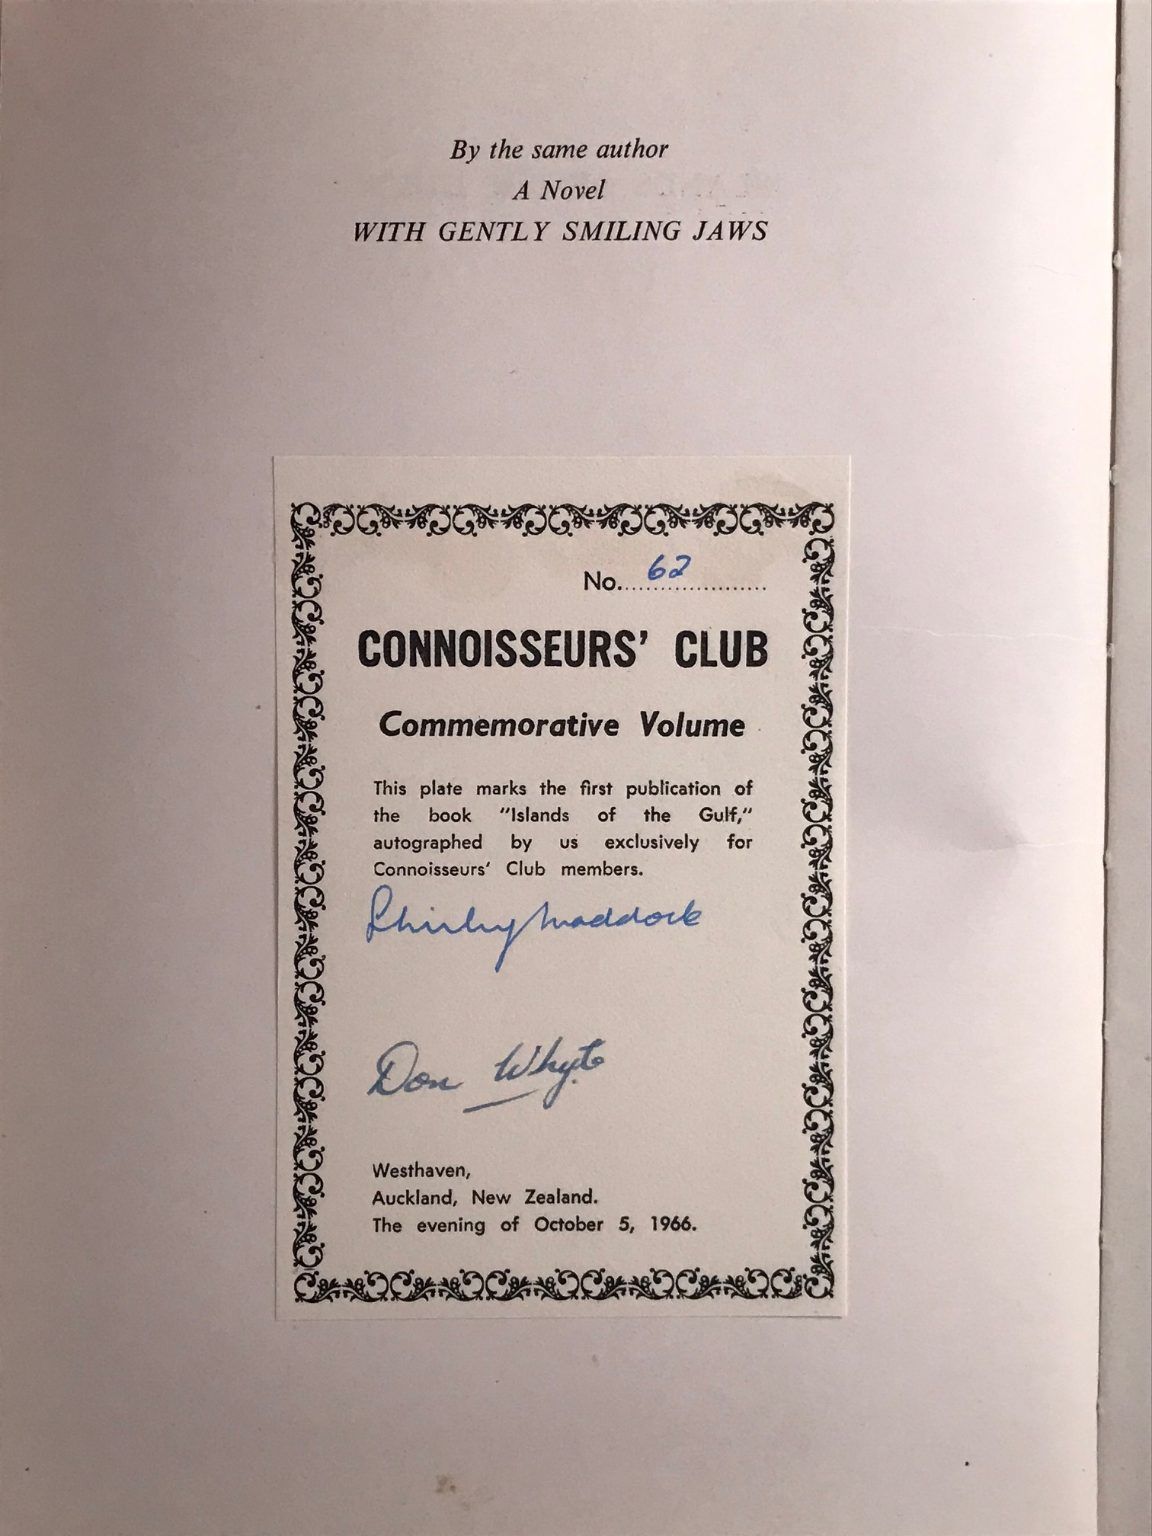 By the same author
A Novel
WITH GENTLY SMILING JAWS
No. 62
CONNOISSEURS' CLUB
Commemorative Volume
This plate marks the first publication of
the book "Islands of the Gulf,"
autographed by us exclusively for
Connoisseurs' Club members.
Shirley Maddock
Don Whyte
Westhaven,
Auckland, New Zealand.
The evening of October 5, 1966.